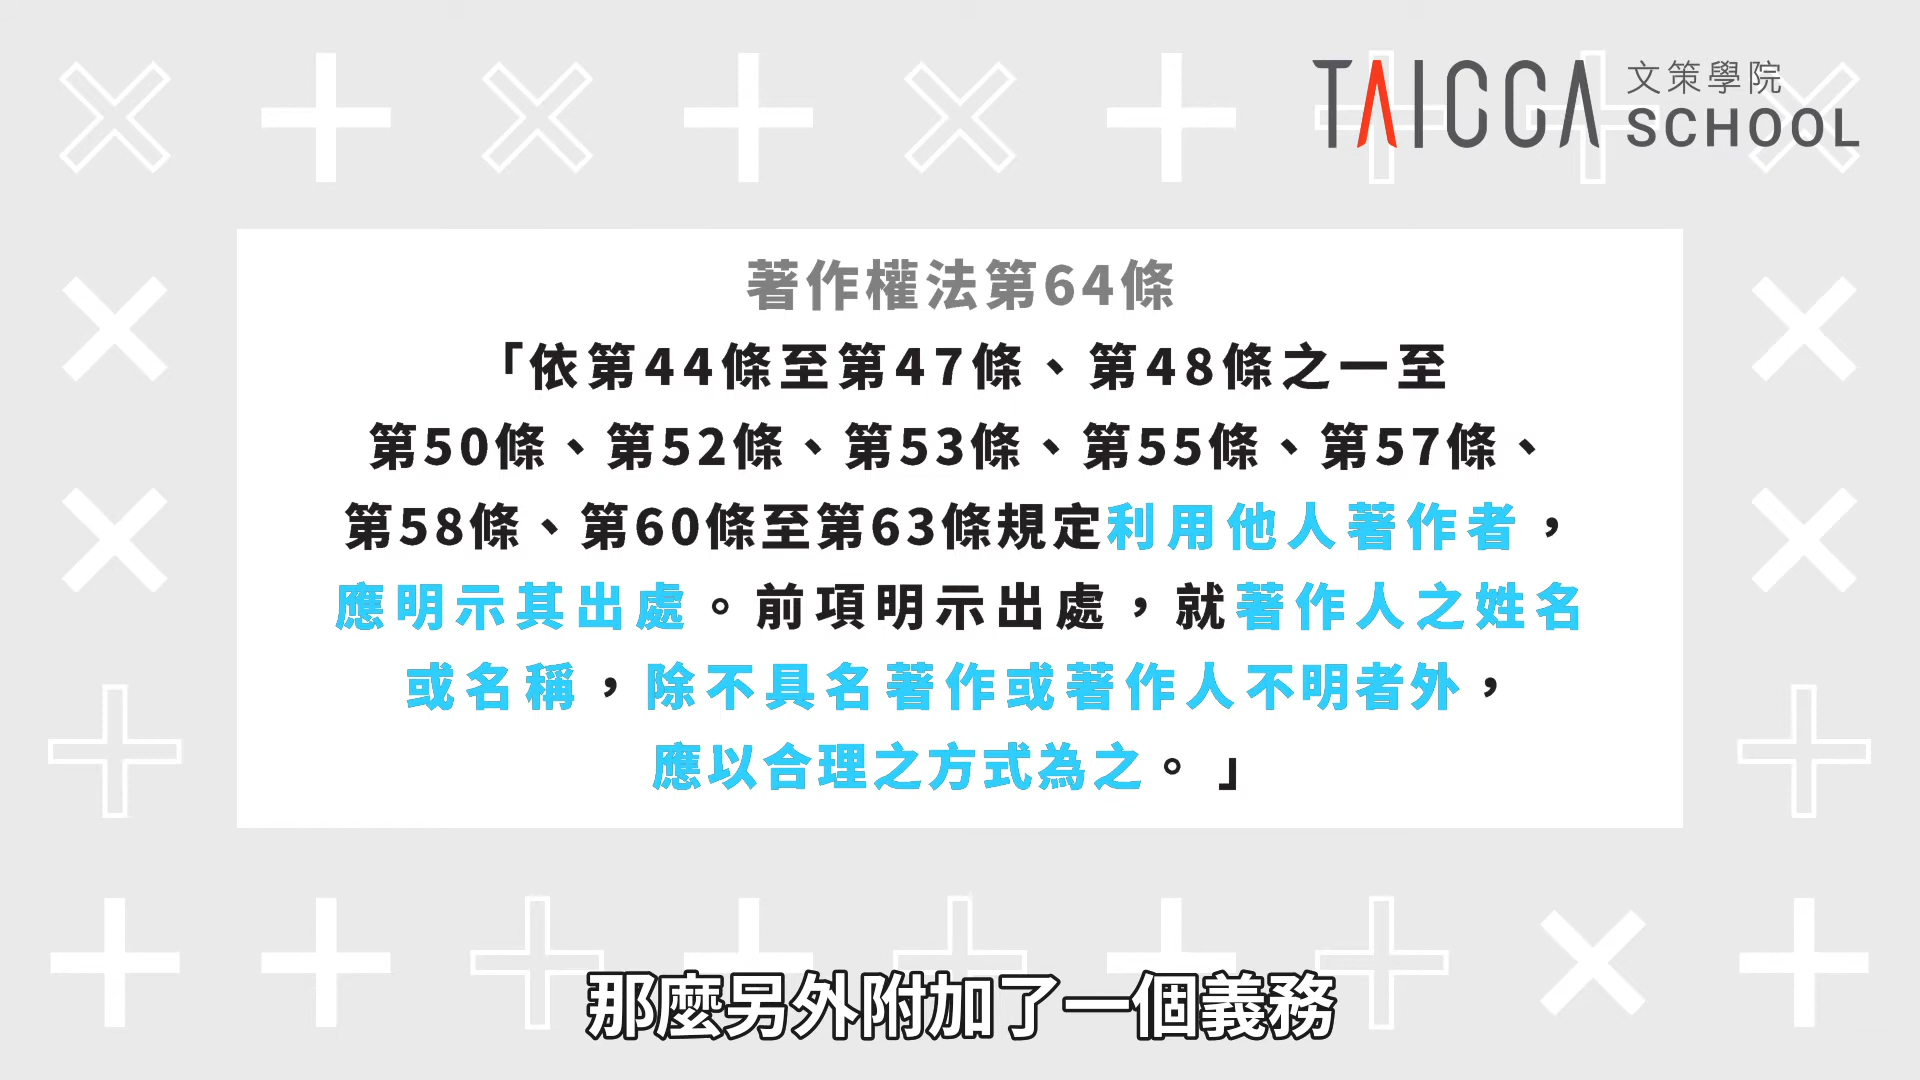 TAICCA 文策學院
SCHOOL
著作權法第64條
「依第44條至第47條、第48條之一至
第50條、第52條、第53條、第55條、第57條、
第58條、第60條至第63條規定利用他人著作者，
應明示其出處。前項明示出處，就著作人之姓名
或名稱，除不具名著作或著作人不明者外，
應以合理之方式為之。」
那麼另外附加了一個義務